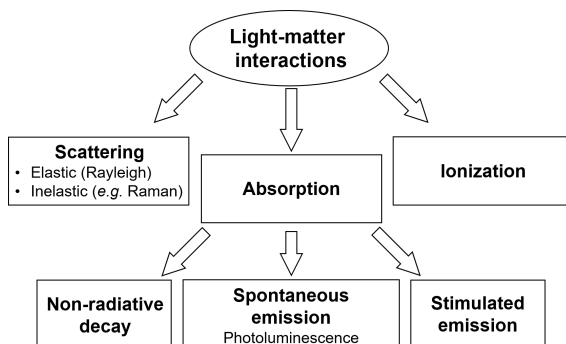 Light-matter
interactions
Scattering
• Elastic (Rayleigh)
• Inelastic (e.g. Raman)
Absorption
Ionization
Non-radiative
decay
Spontaneous
emission
Photoluminescence
Stimulated
emission